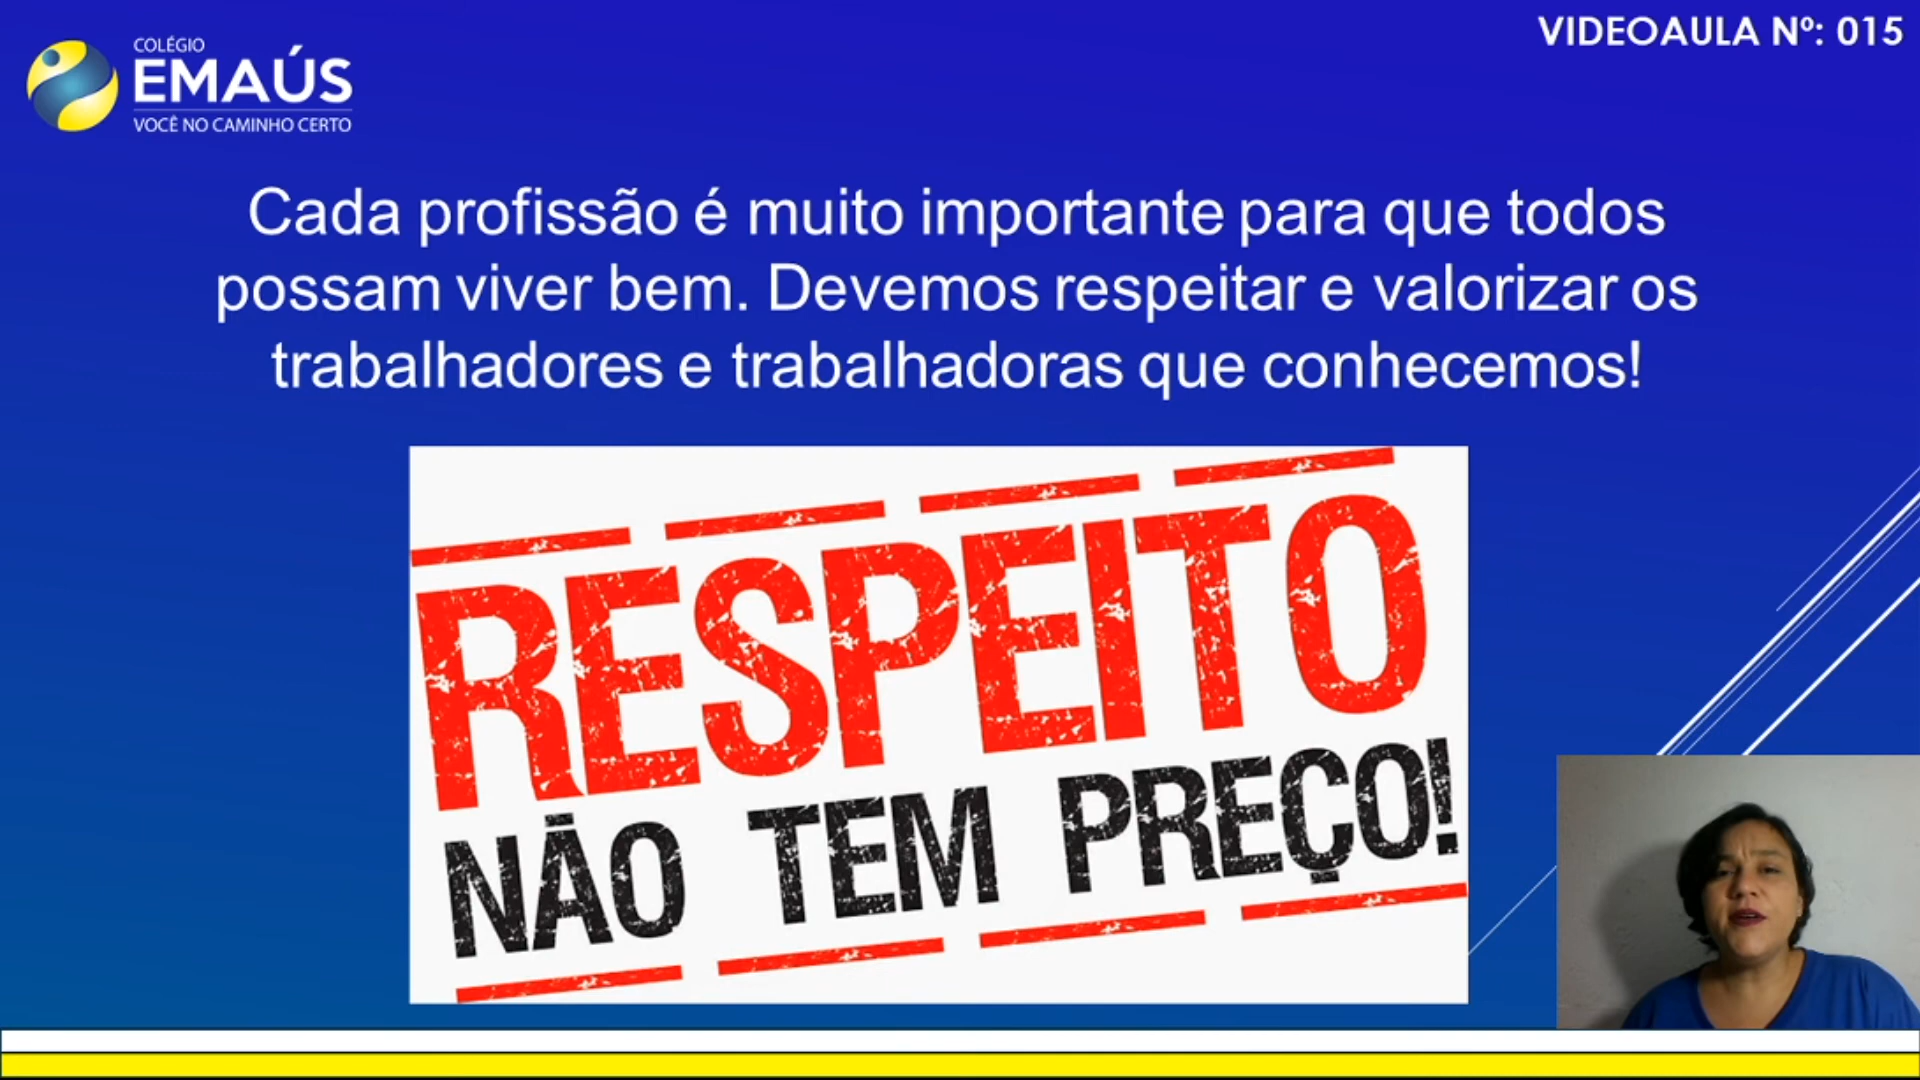 VIDEOAULA Nº: 015
COLÉGIO
EMAÚS
VOCÊ NO CAMINHO CERTO
Cada profissão é muito importante para que todos
possam viver bem. Devemos respeitar e valorizar os
trabalhadores e trabalhadoras que conhecemos!
RESPEITO
NÃO TEM PREÇO!